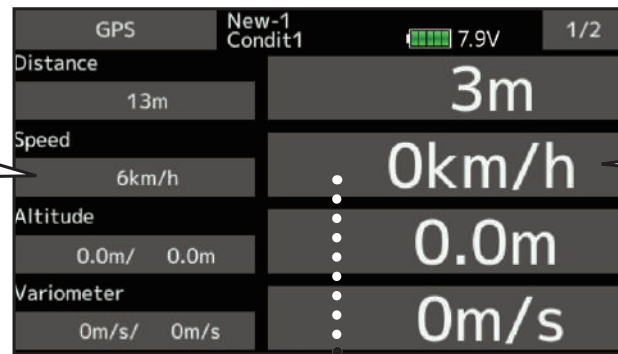 GPS
New-1
Condit1
7.9V
1/2
Distance
13m
3m
Speed
6km/h
0km/h
Altitude
0.0m/ 0.0m
0.0m
Variometer
0m/s/ 0m/s
0m/s